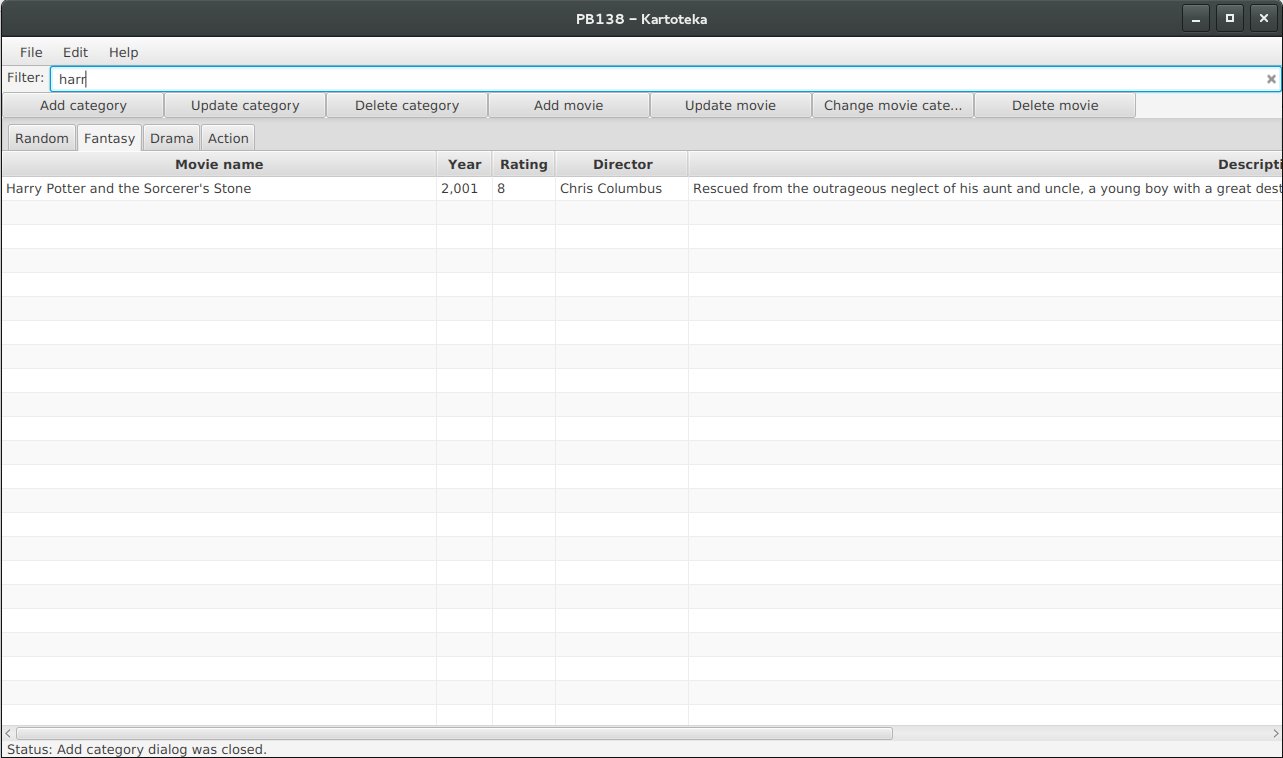 PB138 – Kartoteka
File Edit Help
Filter: harr
Add category Update category Delete category Add movie Update movie Change movie cate... Delete movie
Random Fantasy Drama Action
Movie name Year Rating Director Descripti
Harry Potter and the Sorcerer's Stone 2,001 8 Chris Columbus Rescued from the outrageous neglect of his aunt and uncle, a young boy with a great dest
Status: Add category dialog was closed.